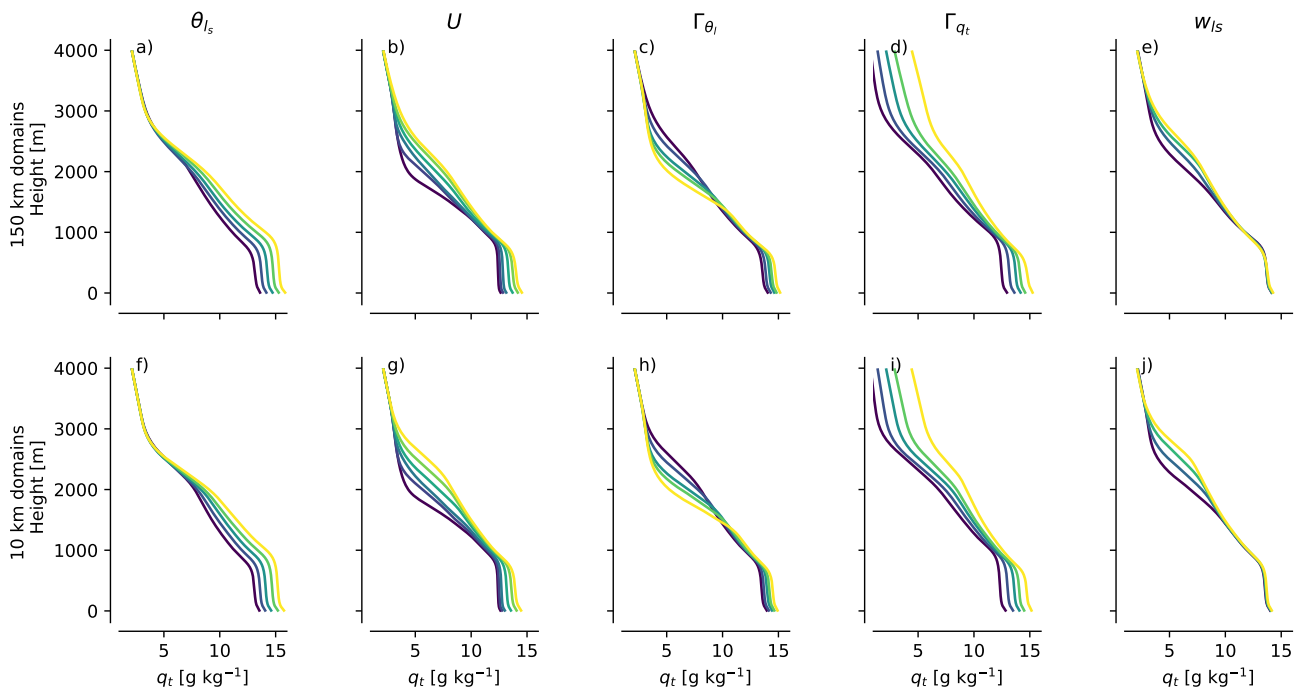 θ_{l_s} U Γ_{θ_l} Γ_{q_t} w_{ls}
a) b) c) d) e)
150 km domains
Height [m]
4000
3000
2000
1000
0
f) g) h) i) j)
10 km domains
Height [m]
4000
3000
2000
1000
0
5 10 15 5 10 15 5 10 15 5 10 15 5 10 15
q_t [g kg⁻¹] q_t [g kg⁻¹] q_t [g kg⁻¹] q_t [g kg⁻¹] q_t [g kg⁻¹]